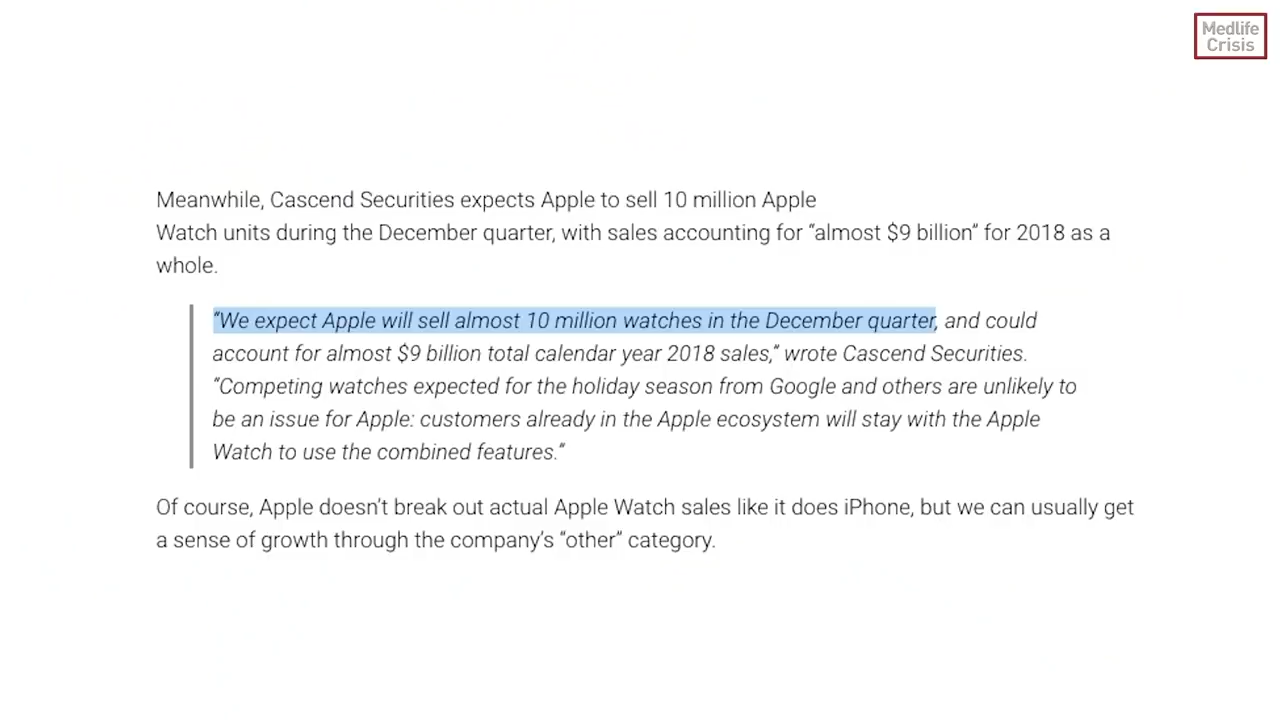 Medlife
Crisis
Meanwhile, Cascend Securities expects Apple to sell 10 million Apple
Watch units during the December quarter, with sales accounting for “almost $9 billion” for 2018 as a
whole.
“We expect Apple will sell almost 10 million watches in the December quarter, and could
account for almost $9 billion total calendar year 2018 sales,” wrote Cascend Securities.
“Competing watches expected for the holiday season from Google and others are unlikely to
be an issue for Apple: customers already in the Apple ecosystem will stay with the Apple
Watch to use the combined features.”
Of course, Apple doesn’t break out actual Apple Watch sales like it does iPhone, but we can usually get
a sense of growth through the company’s “other” category.